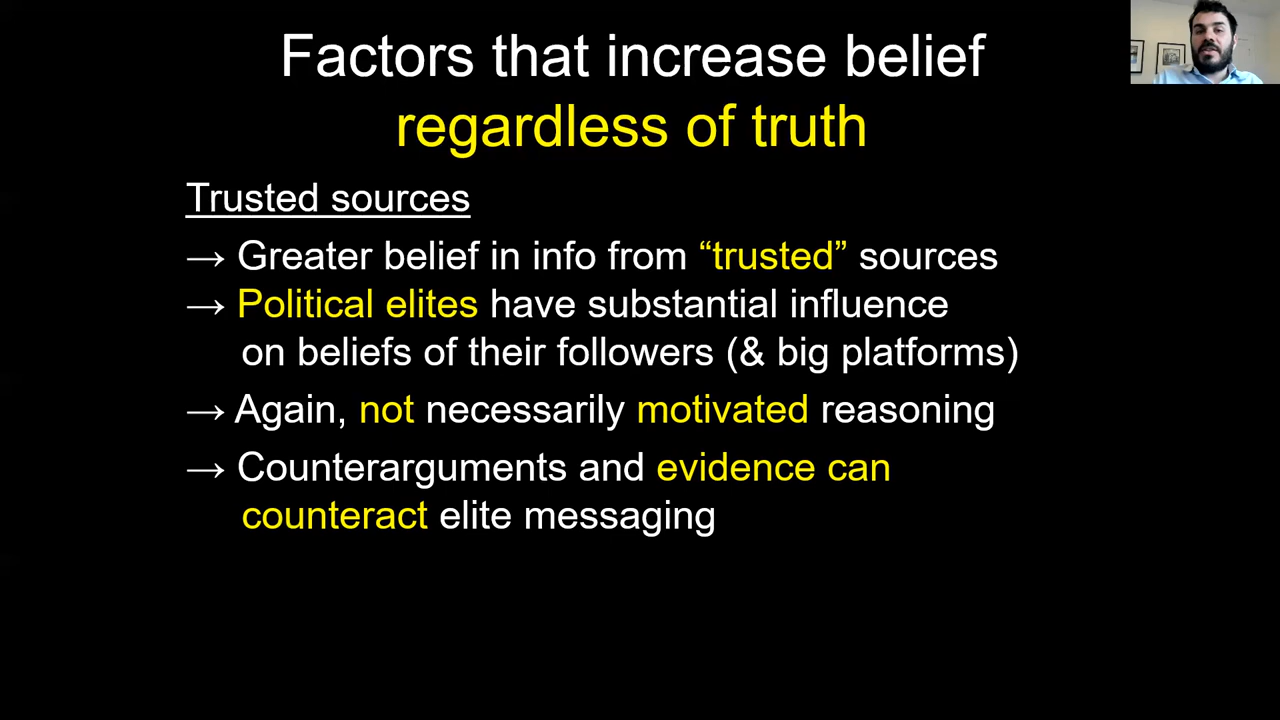 Factors that increase belief
regardless of truth
Trusted sources
→ Greater belief in info from “trusted” sources
→ Political elites have substantial influence
on beliefs of their followers (& big platforms)
→ Again, not necessarily motivated reasoning
→ Counterarguments and evidence can
counteract elite messaging